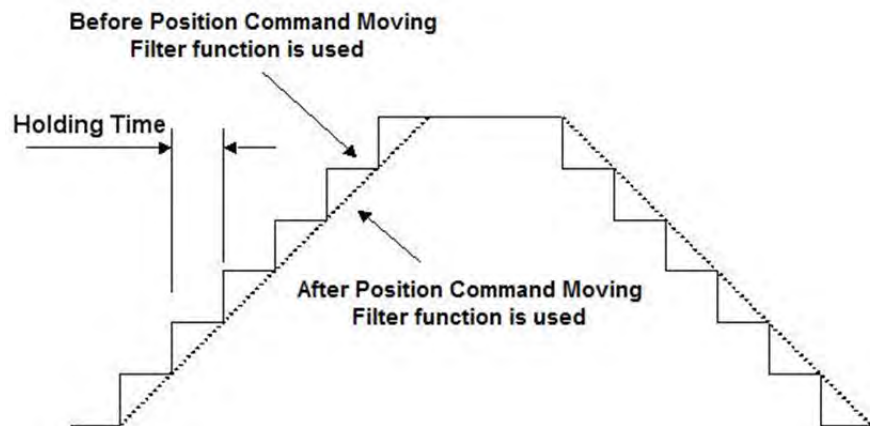 Before Position Command Moving
Filter function is used
Holding Time
After Position Command Moving
Filter function is used